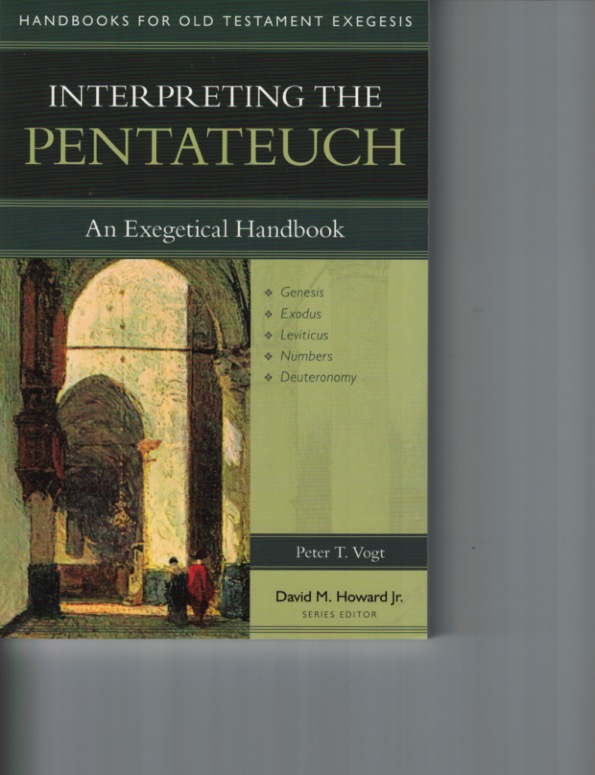 HANDBOOKS FOR OLD TESTAMENT EXEGESIS
INTERPRETING THE
PENTATEUCH
An Exegetical Handbook
❖ Genesis
❖ Exodus
❖ Leviticus
❖ Numbers
❖ Deuteronomy
Peter T. Vogt
David M. Howard Jr.
SERIES EDITOR